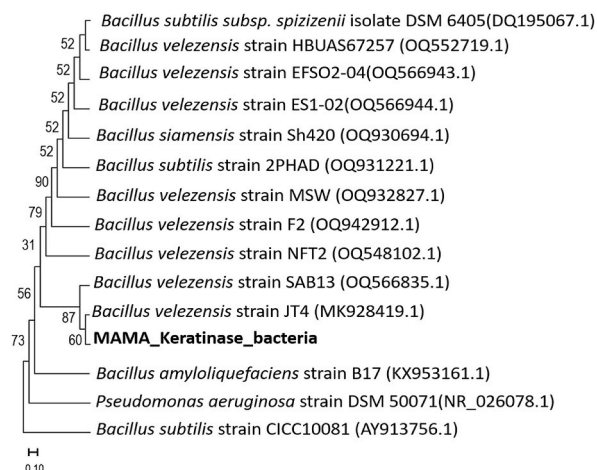 Bacillus subtilis subsp. spizizenii isolate DSM 6405(DQ195067.1)
52
Bacillus velezensis strain HBUAS67257 (OQ552719.1)
52
Bacillus velezensis strain EFSO2-04(OQ566943.1)
52
Bacillus velezensis strain ES1-02(OQ566944.1)
52
Bacillus siamensis strain Sh420 (OQ930694.1)
52
Bacillus subtilis strain 2PHAD (OQ931221.1)
90
Bacillus velezensis strain MSW (OQ932827.1)
79
Bacillus velezensis strain F2 (OQ942912.1)
31
Bacillus velezensis strain NFT2 (OQ548102.1)
Bacillus velezensis strain SAB13 (OQ566835.1)
56
Bacillus velezensis strain JT4 (MK928419.1)
87
60
MAMA_Keratinase_bacteria
73
Bacillus amyloliquefaciens strain B17 (KX953161.1)
Pseudomonas aeruginosa strain DSM 50071(NR_026078.1)
Bacillus subtilis strain CICC10081 (AY913756.1)
0.10